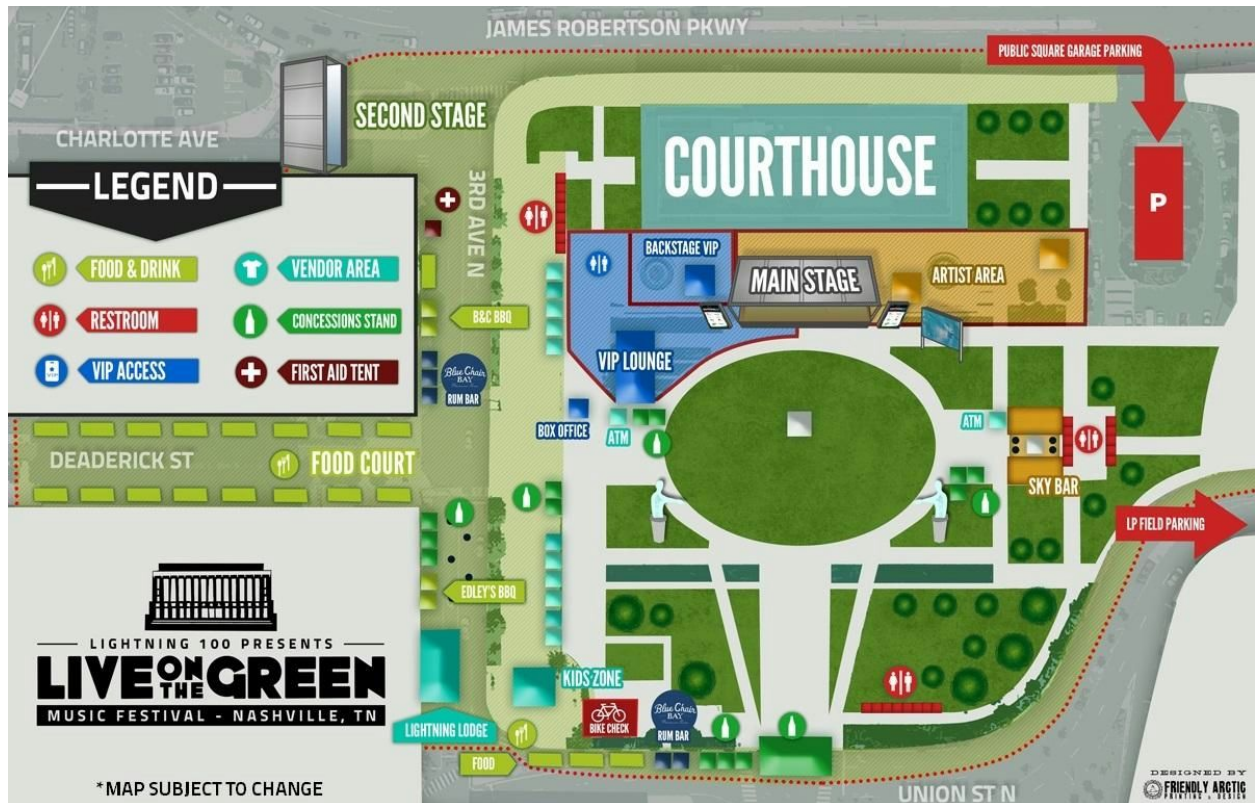 JAMES ROBERTSON PKWY
PUBLIC SQUARE GARAGE PARKING
SECOND STAGE
CHARLOTTE AVE
COURTHOUSE
P
LEGEND
FOOD & DRINK
VENDOR AREA
RESTROOM
CONCESSIONS STAND
VIP ACCESS
FIRST AID TENT
3RD AVE N
BACKSTAGE VIP
MAIN STAGE
ARTIST AREA
B&C BBQ
VIP LOUNGE
Blue Chair
BAY
RUM BAR
BOX OFFICE
ATM
ATM
SKY BAR
DEADERICK ST
FOOD COURT
LP FIELD PARKING
EDLEY'S BBQ
LIGHTNING 100 PRESENTS
LIVE ON THE GREEN
MUSIC FESTIVAL - NASHVILLE, TN
KIDS ZONE
LIGHTNING LODGE
BIKE CHECK
Blue Chair
BAY
RUM BAR
FOOD
*MAP SUBJECT TO CHANGE
UNION ST N
DESIGNED BY
FRIENDLY ARCTIC
PRINTING & DESIGN